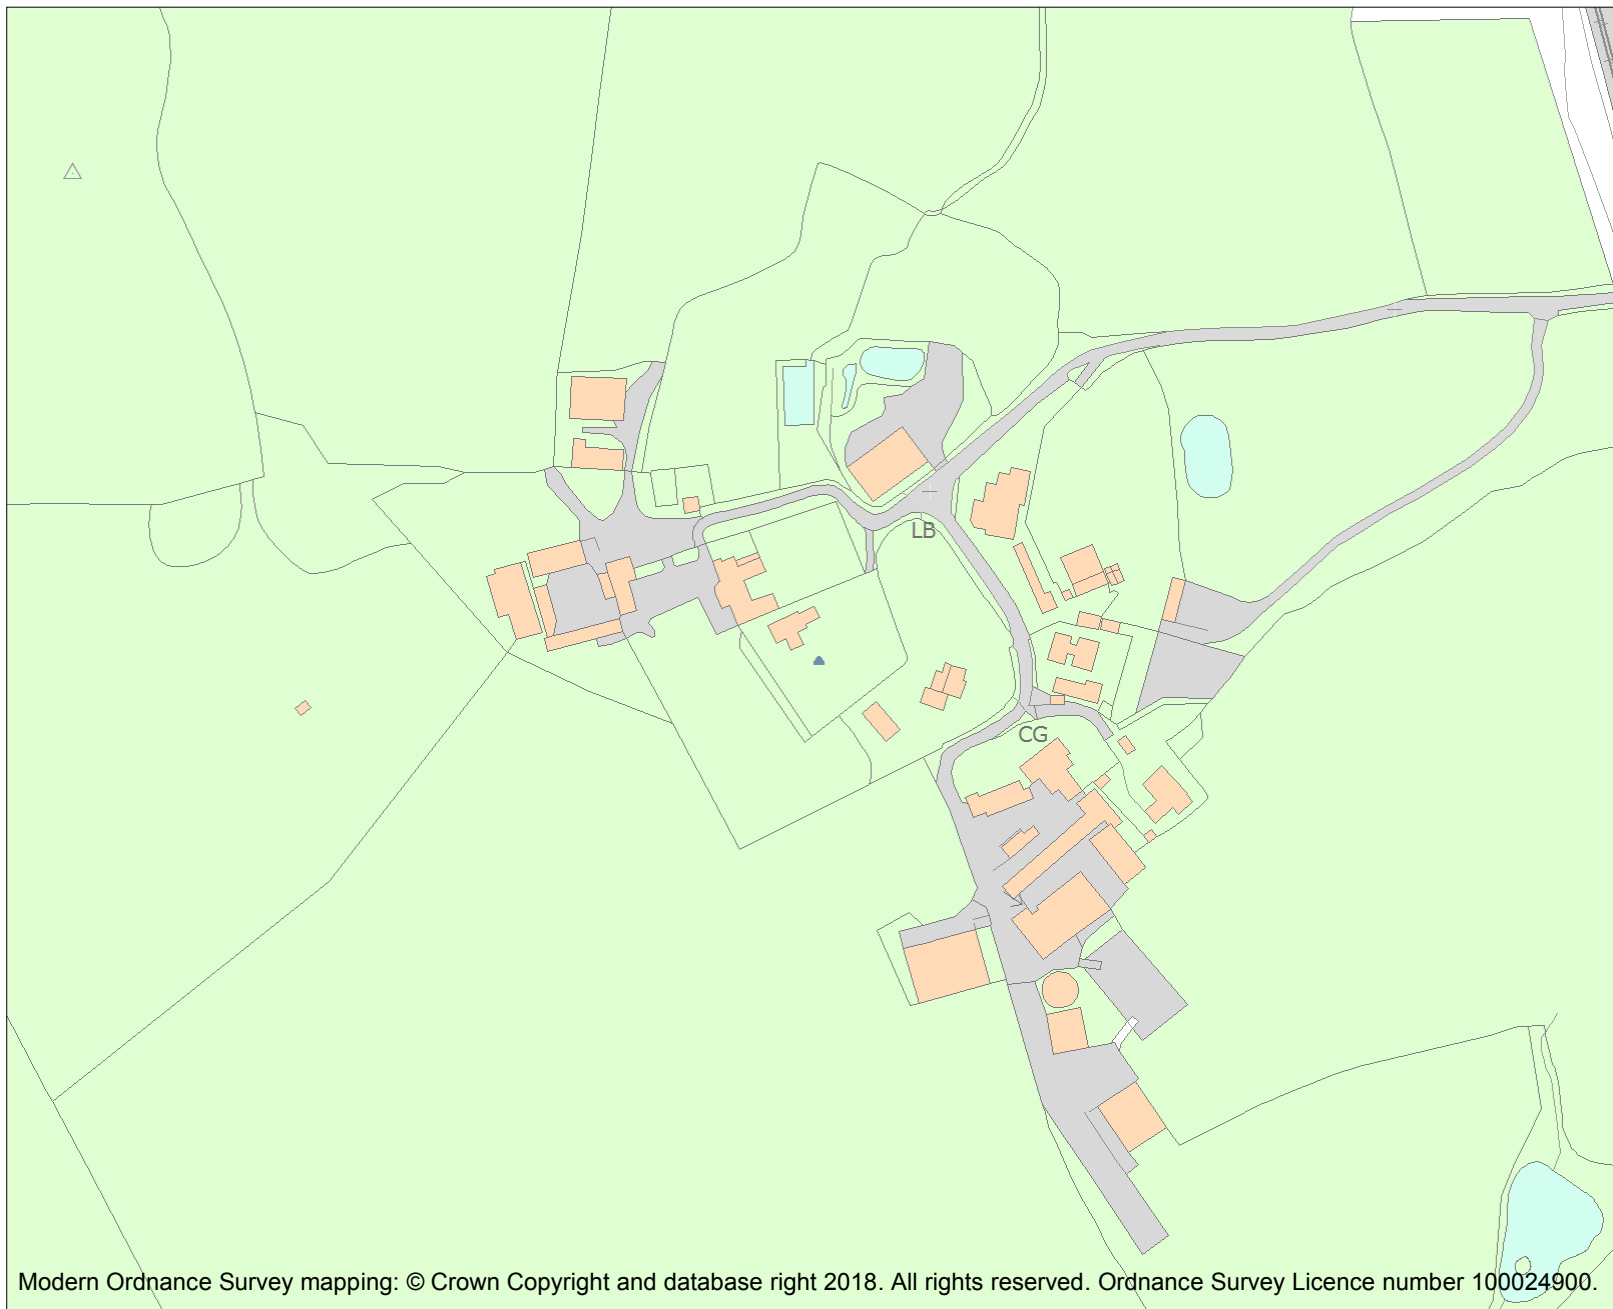 LB
CG
Modern Ordnance Survey mapping: © Crown Copyright and database right 2018. All rights reserved. Ordnance Survey Licence number 100024900.